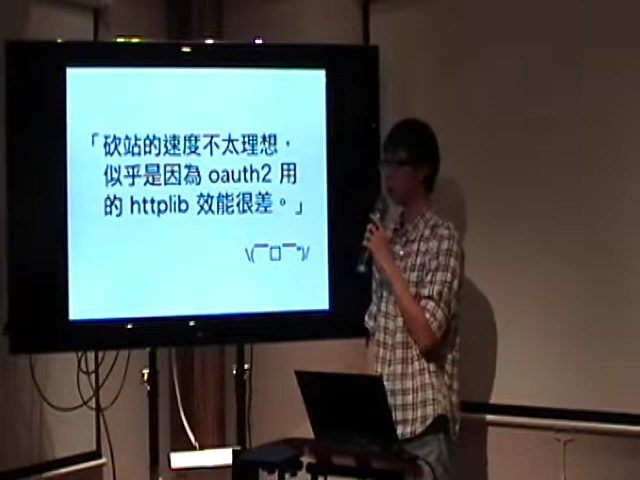 「砍站的速度不太理想，
似乎是因為 oauth2 用
的 httplib 效能很差。」
\(￣□￣")/